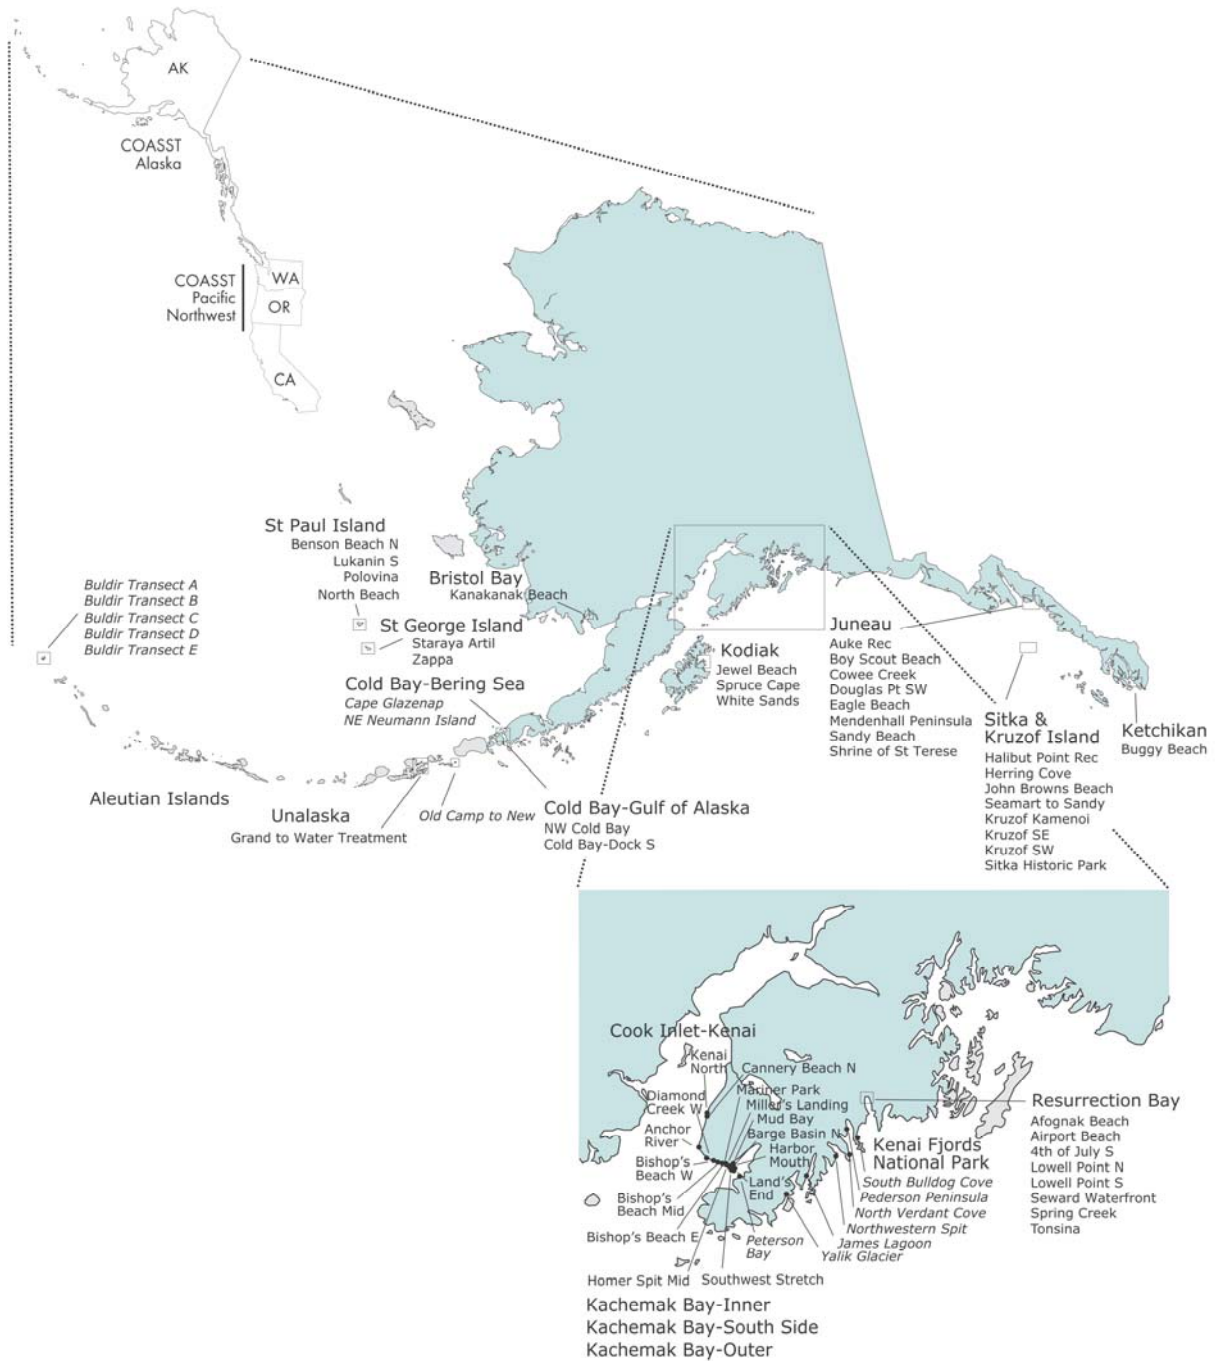 AK
COASST
Alaska
COASST
Pacific
Northwest
WA
OR
CA
St Paul Island
Benson Beach N
Lukanin S
Polovina
North Beach
Bristol Bay
Kanakanak Beach
Buldir Transect A
Buldir Transect B
Buldir Transect C
Buldir Transect D
Buldir Transect E
St George Island
Staraya Artil
Zappa
Cold Bay-Bering Sea
Cape Glazenap
NE Neumann Island
Kodiak
Jewel Beach
Spruce Cape
White Sands
Juneau
Auke Rec
Boy Scout Beach
Cowee Creek
Douglas Pt SW
Eagle Beach
Mendenhall Peninsula
Sandy Beach
Shrine of St Terese
Sitka &
Kruzof Island
Halibut Point Rec
Herring Cove
John Browns Beach
Seamart to Sandy
Kruzof Kamenoi
Kruzof SE
Kruzof SW
Sitka Historic Park
Ketchikan
Buggy Beach
Aleutian Islands
Unalaska
Grand to Water Treatment
Old Camp to New
Cold Bay-Gulf of Alaska
NW Cold Bay
Cold Bay-Dock S
Cook Inlet-Kenai
Kenai
North
Cannery Beach N
Diamond
Creek W
Mariner Park
Miller's Landing
Mud Bay
Anchor
River
Barge Basin N
Harbor
Mouth
Bishop's
Beach W
Land's
End
Bishop's
Beach Mid
Bishop's Beach E
Peterson
Bay
Homer Spit Mid
Southwest Stretch
Kenai Fjords
National Park
South Bulldog Cove
Pederson Peninsula
North Verdant Cove
Northwestern Spit
James Lagoon
Yalik Glacier
Resurrection Bay
Afognak Beach
Airport Beach
4th of July S
Lowell Point N
Lowell Point S
Seward Waterfront
Spring Creek
Tonsina
Kachemak Bay-Inner
Kachemak Bay-South Side
Kachemak Bay-Outer